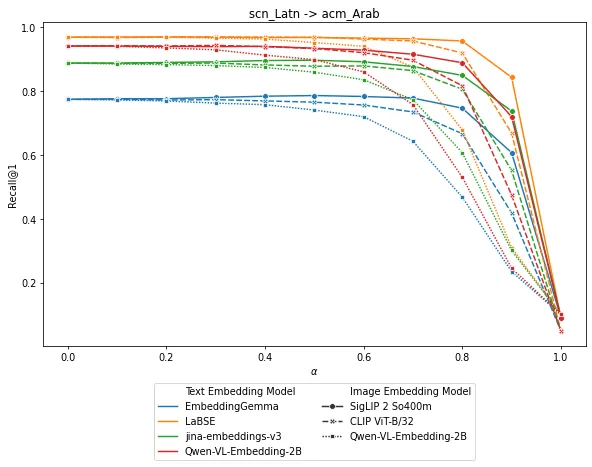 scn_Latn -> acm_Arab
1.0
0.8
0.6
0.4
0.2
Recall@1
0.0 0.2 0.4 0.6 0.8 1.0
α
Text Embedding Model Image Embedding Model
EmbeddingGemma SigLIP 2 So400m
LaBSE CLIP ViT-B/32
jina-embeddings-v3 Qwen-VL-Embedding-2B
Qwen-VL-Embedding-2B